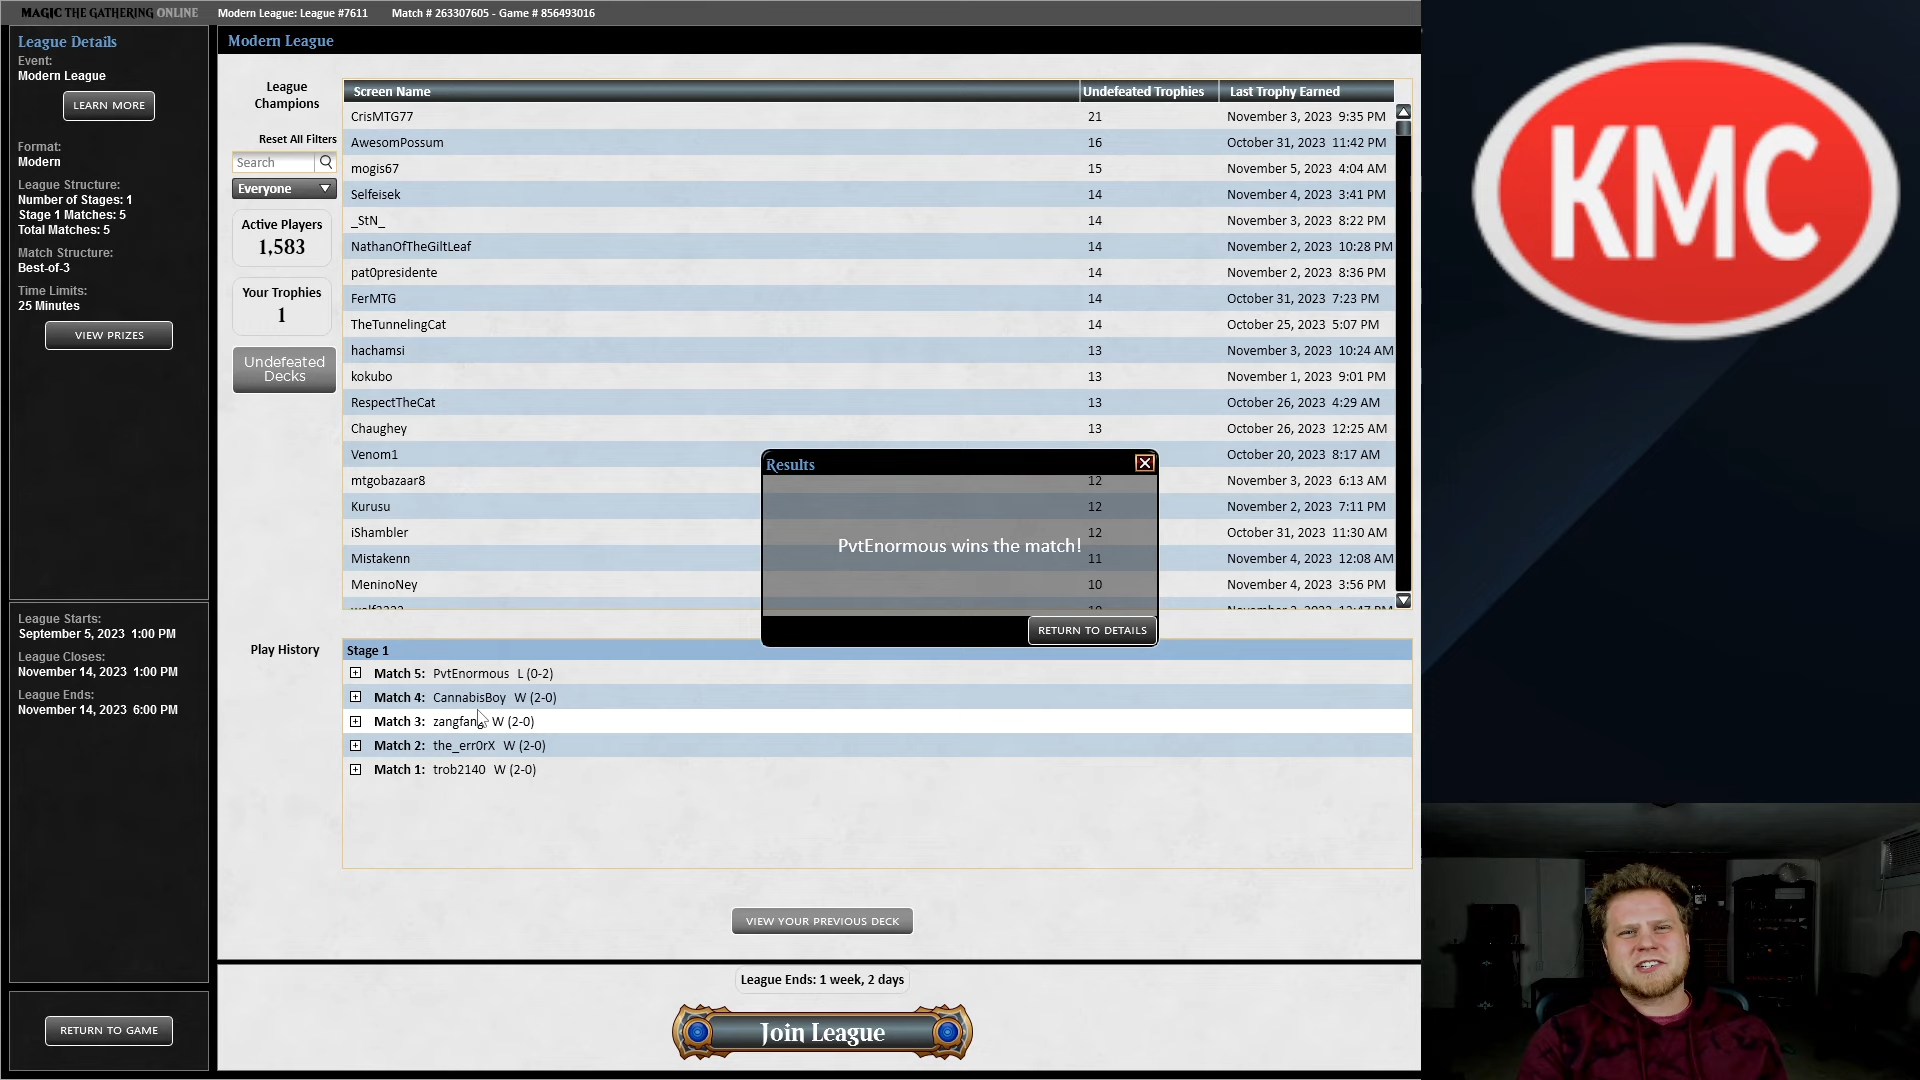 MAGIC THE GATHERING ONLINE
Modern League: League #7611
Match # 263307605 - Game # 856493016
League Details
Event:
Modern League
LEARN MORE
Format:
Modern
League Structure:
Number of Stages: 1
Stage 1 Matches: 5
Total Matches: 5
Match Structure:
Best-of-3
Time Limits:
25 Minutes
VIEW PRIZES
League Starts:
September 5, 2023 1:00 PM
League Closes:
November 14, 2023 1:00 PM
League Ends:
November 14, 2023 6:00 PM
RETURN TO GAME
Modern League
League
Champions
Reset All Filters
Search
Everyone
Active Players
1,583
Your Trophies
1
Undefeated
Decks
Screen Name Undefeated Trophies Last Trophy Earned
CrisMTG77 21 November 3, 2023 9:35 PM
AwesomPossum 16 October 31, 2023 11:42 PM
mogis67 15 November 5, 2023 4:04 AM
Selfeisek 14 November 4, 2023 3:41 PM
_StN_ 14 November 3, 2023 8:22 PM
NathanOfTheGiltLeaf 14 November 2, 2023 10:28 PM
pat0presidente 14 November 2, 2023 8:36 PM
FerMTG 14 October 31, 2023 7:23 PM
TheTunnelingCat 14 October 25, 2023 5:07 PM
hachamsi 13 November 3, 2023 10:24 AM
kokubo 13 November 1, 2023 9:01 PM
RespectTheCat 13 October 26, 2023 4:29 AM
Chaughey 13 October 26, 2023 12:25 AM
Venom1 October 20, 2023 8:17 AM
mtgobazaar8 12 November 3, 2023 6:13 AM
Kurusu 12 November 2, 2023 7:11 PM
iShambler 12 October 31, 2023 11:30 AM
Mistakenn 11 November 4, 2023 12:08 AM
MeninoNey 10 November 4, 2023 3:56 PM
Results
PvtEnormous wins the match!
RETURN TO DETAILS
Play History
Stage 1
Match 5: PvtEnormous L (0-2)
Match 4: CannabisBoy W (2-0)
Match 3: W (2-0)
Match 2: the_err0rX W (2-0)
Match 1: trob2140 W (2-0)
VIEW YOUR PREVIOUS DECK
League Ends: 1 week, 2 days
Join League
KMC